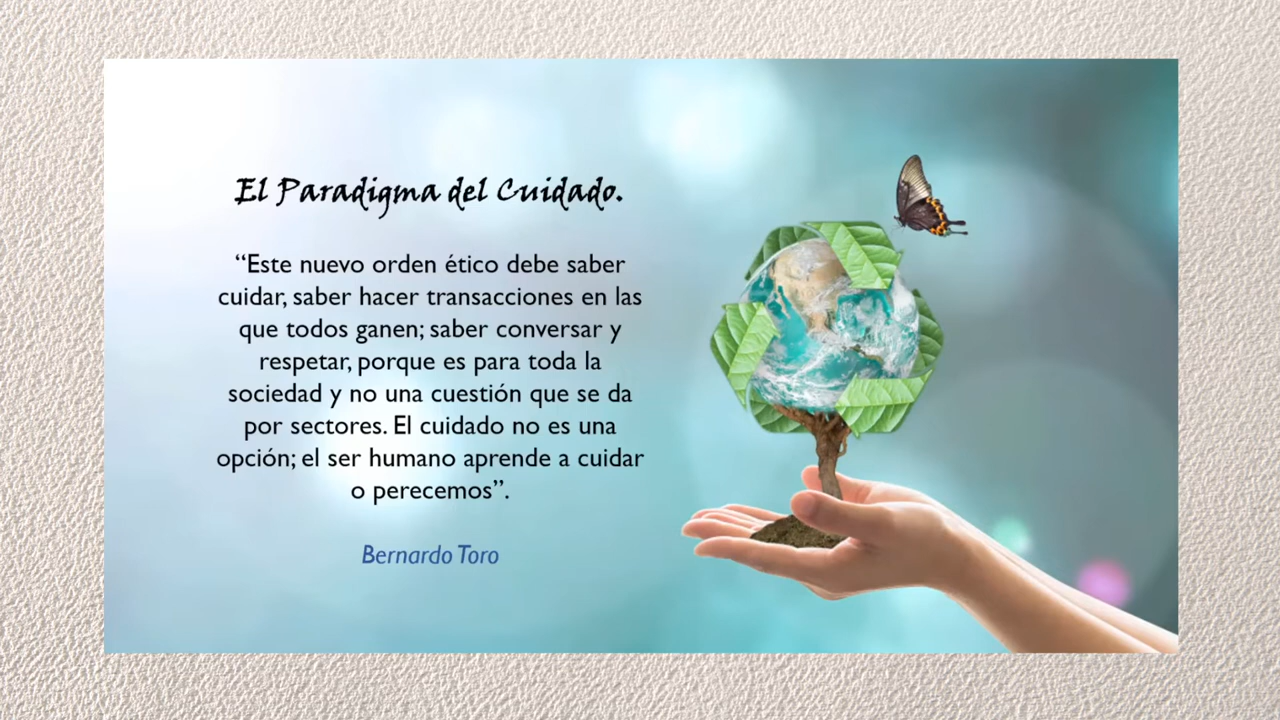 El Paradigma del Cuidado.
“Este nuevo orden ético debe saber
cuidar, saber hacer transacciones en las
que todos ganen; saber conversar y
respetar, porque es para toda la
sociedad y no una cuestión que se da
por sectores. El cuidado no es una
opción; el ser humano aprende a cuidar
o perecemos”.
Bernardo Toro